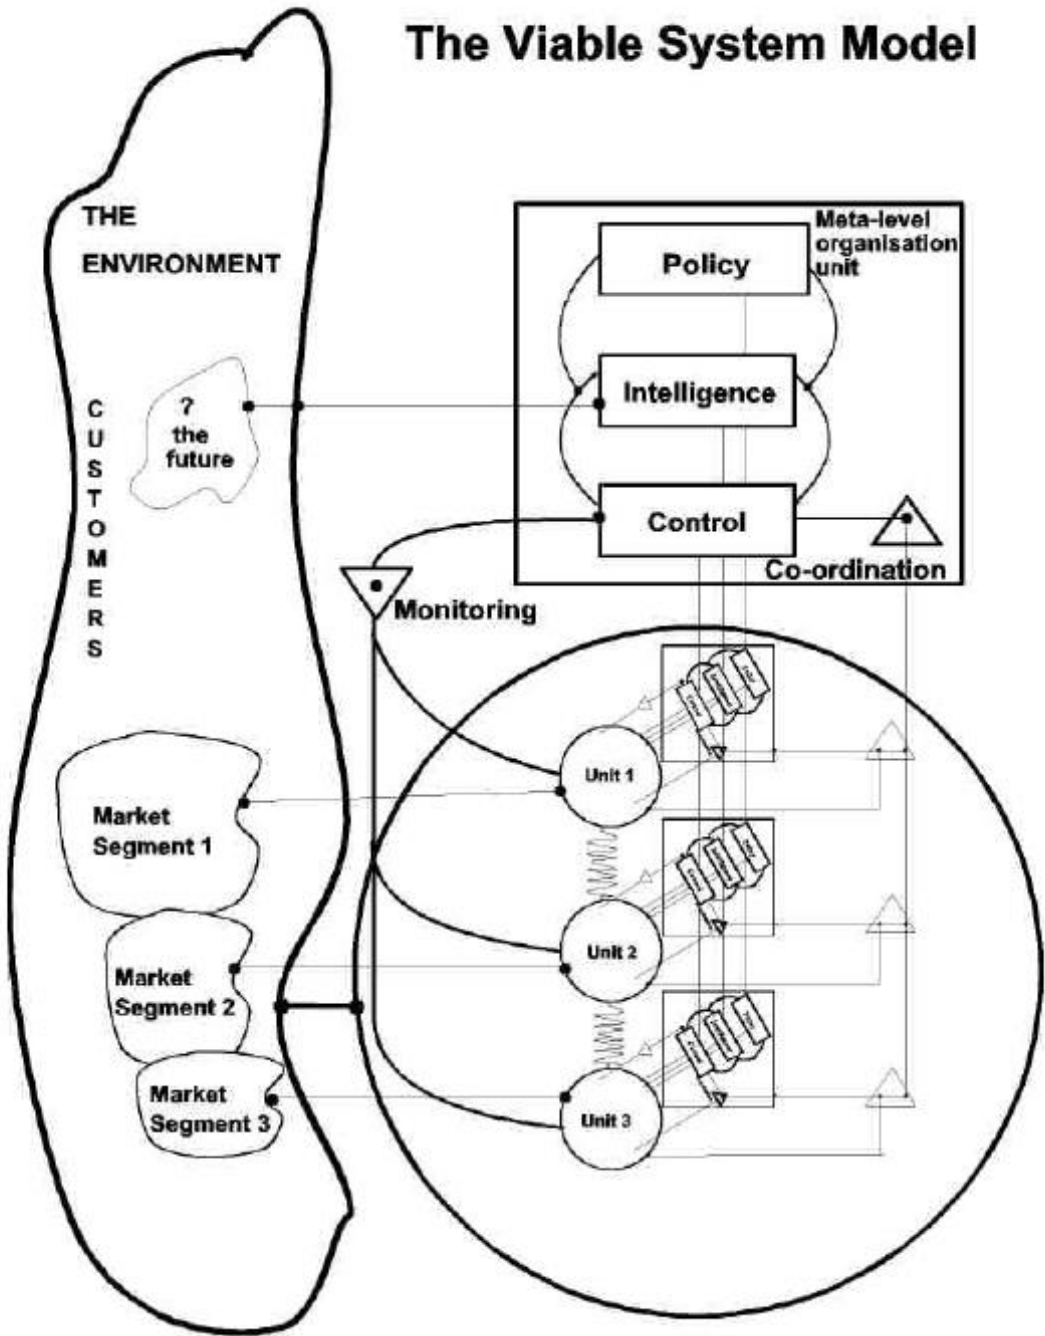 The Viable System Model
THE
ENVIRONMENT
CUSTOMERS
?
the
future
Meta-level
organisation
unit
Policy
Intelligence
Control
Co-ordination
Monitoring
Market
Segment 1
Market
Segment 2
Market
Segment 3
Unit 1
Unit 2
Unit 3